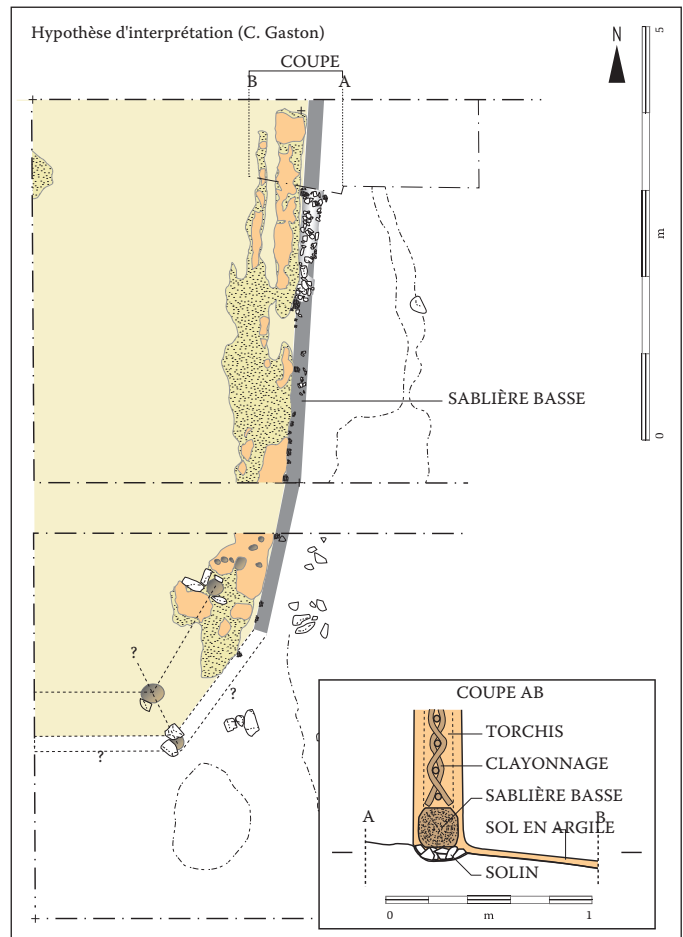 Hypothèse d'interprétation (C. Gaston)
COUPE
B
A
N
5
m
0
SABLIÈRE BASSE
?
?
?
COUPE AB
TORCHIS
CLAYONNAGE
SABLIÈRE BASSE
A
SOL EN ARGILE
B
SOLIN
0 m 1